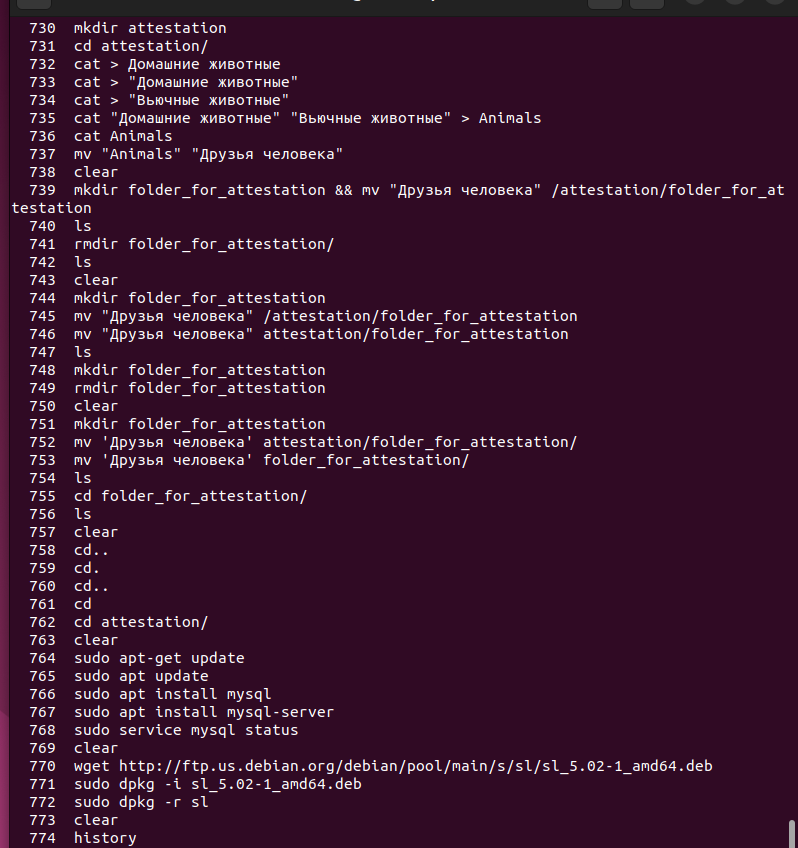 730 mkdir attestation
731 cd attestation/
732 cat > Домашние животные
733 cat > "Домашние животные"
734 cat > "Вьючные животные"
735 cat "Домашние животные" "Вьючные животные" > Animals
736 cat Animals
737 mv "Animals" "Друзья человека"
738 clear
739 mkdir folder_for_attestation && mv "Друзья человека" /attestation/folder_for_at
testation
740 ls
741 rmdir folder_for_attestation/
742 ls
743 clear
744 mkdir folder_for_attestation
745 mv "Друзья человека" /attestation/folder_for_attestation
746 mv "Друзья человека" attestation/folder_for_attestation
747 ls
748 mkdir folder_for_attestation
749 rmdir folder_for_attestation
750 clear
751 mkdir folder_for_attestation
752 mv 'Друзья человека' attestation/folder_for_attestation/
753 mv 'Друзья человека' folder_for_attestation/
754 ls
755 cd folder_for_attestation/
756 ls
757 clear
758 cd..
759 cd.
760 cd..
761 cd
762 cd attestation/
763 clear
764 sudo apt-get update
765 sudo apt update
766 sudo apt install mysql
767 sudo apt install mysql-server
768 sudo service mysql status
769 clear
770 wget http://ftp.us.debian.org/debian/pool/main/s/sl/sl_5.02-1_amd64.deb
771 sudo dpkg -i sl_5.02-1_amd64.deb
772 sudo dpkg -r sl
773 clear
774 history